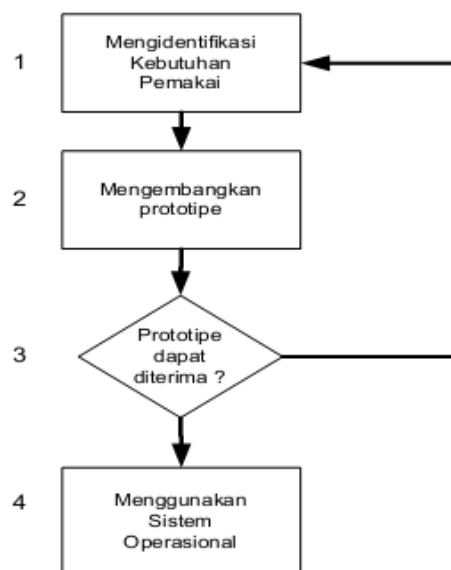 1
Mengidentifikasi
Kebutuhan
Pemakai
2
Mengembangkan
prototipe
3
Prototipe
dapat
diterima ?
4
Menggunakan
Sistem
Operasional